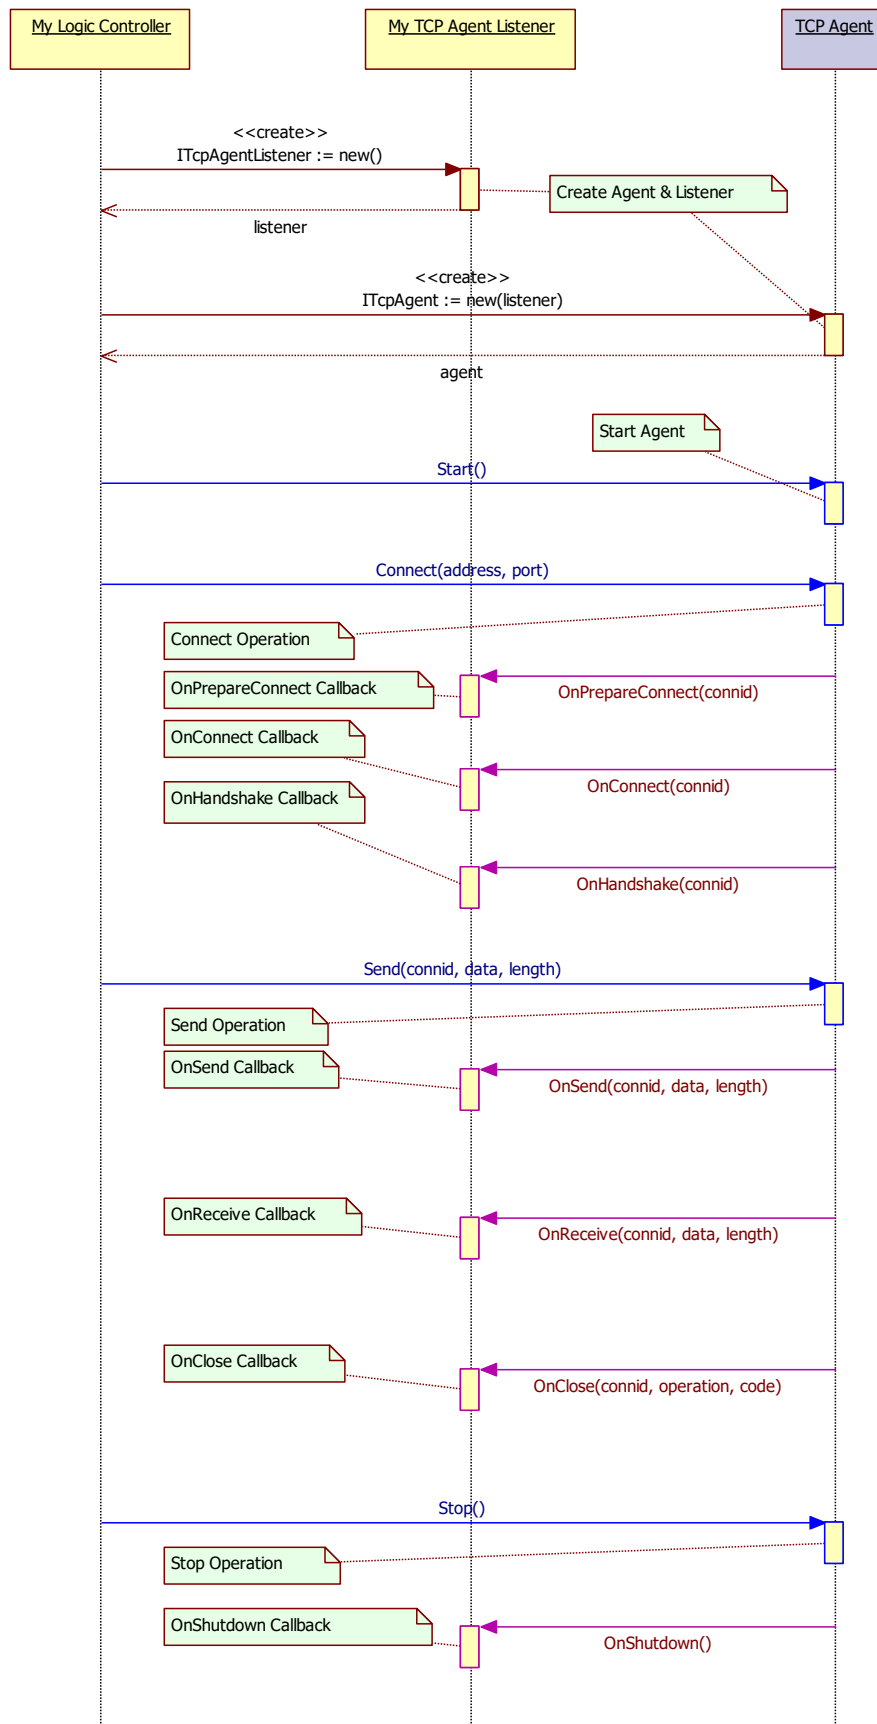 My Logic Controller
My TCP Agent Listener
TCP Agent
<<create>>
ITcpAgentListener := new()
Create Agent & Listener
listener
<<create>>
ITcpAgent := new(listener)
agent
Start Agent
Start()
Connect(address, port)
Connect Operation
OnPrepareConnect Callback
OnPrepareConnect(connid)
OnConnect Callback
OnConnect(connid)
OnHandshake Callback
OnHandshake(connid)
Send(connid, data, length)
Send Operation
OnSend Callback
OnSend(connid, data, length)
OnReceive Callback
OnReceive(connid, data, length)
OnClose Callback
OnClose(connid, operation, code)
Stop()
Stop Operation
OnShutdown Callback
OnShutdown()